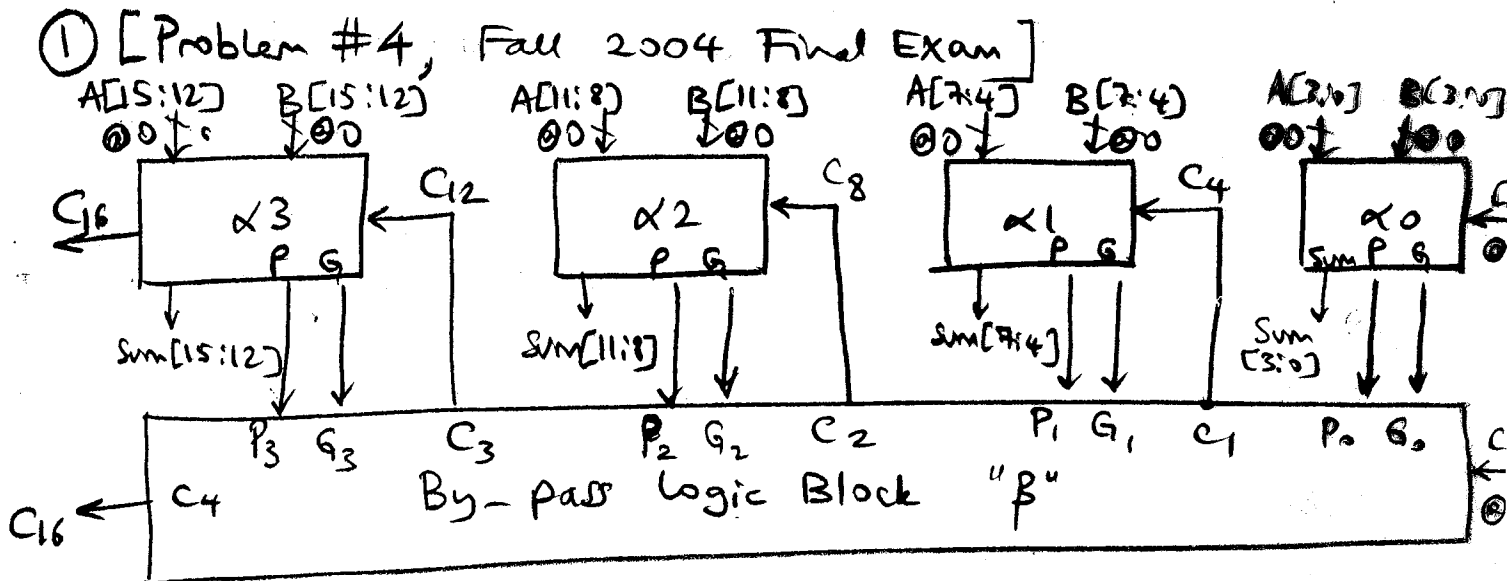 ① [Problem #4, Fall 2004 Final Exam]
A[15:12] B[15:12] A[11:8] B[11:8] A[7:4] B[7:4] A[3:0] B[3:0]
@0 @0 @0 @0 @0 @0 @0 @0
C16 α3 C12 α2 C8 α1 C4 α0 C
P G P G P G Sum P G @
Sum[15:12] Sum[11:8] Sum[7:4] Sum
[3:0]
P3 G3 C3 P2 G2 C2 P1 G1 C1 P0 G0 C
C16 C4 By-pass Logic Block "β" @